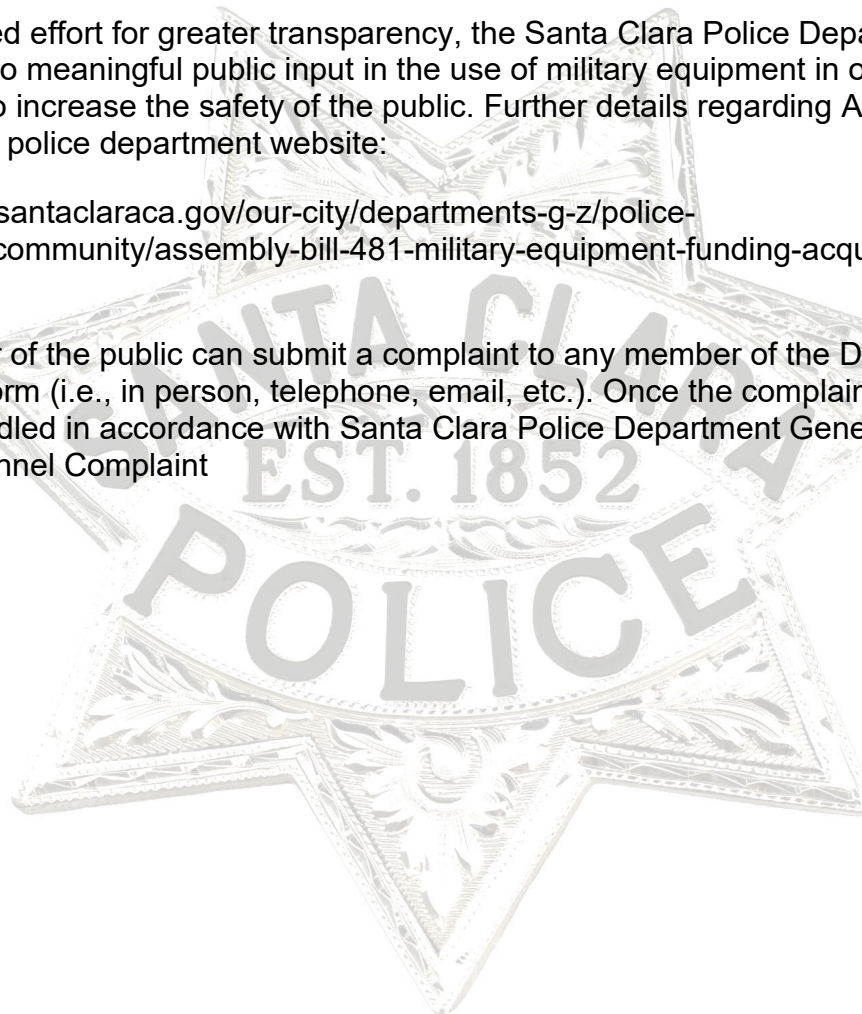 ed effort for greater transparency, the Santa Clara Police Depa
o meaningful public input in the use of military equipment in o
o increase the safety of the public. Further details regarding A
police department website:
santaclaraca.gov/our-city/departments-g-z/police-
community/assembly-bill-481-military-equipment-funding-acqu
r of the public can submit a complaint to any member of the D
orm (i.e., in person, telephone, email, etc.). Once the complain
dled in accordance with Santa Clara Police Department Gene
nnel Complaint
SANTA CLARA
EST. 1852
POLICE